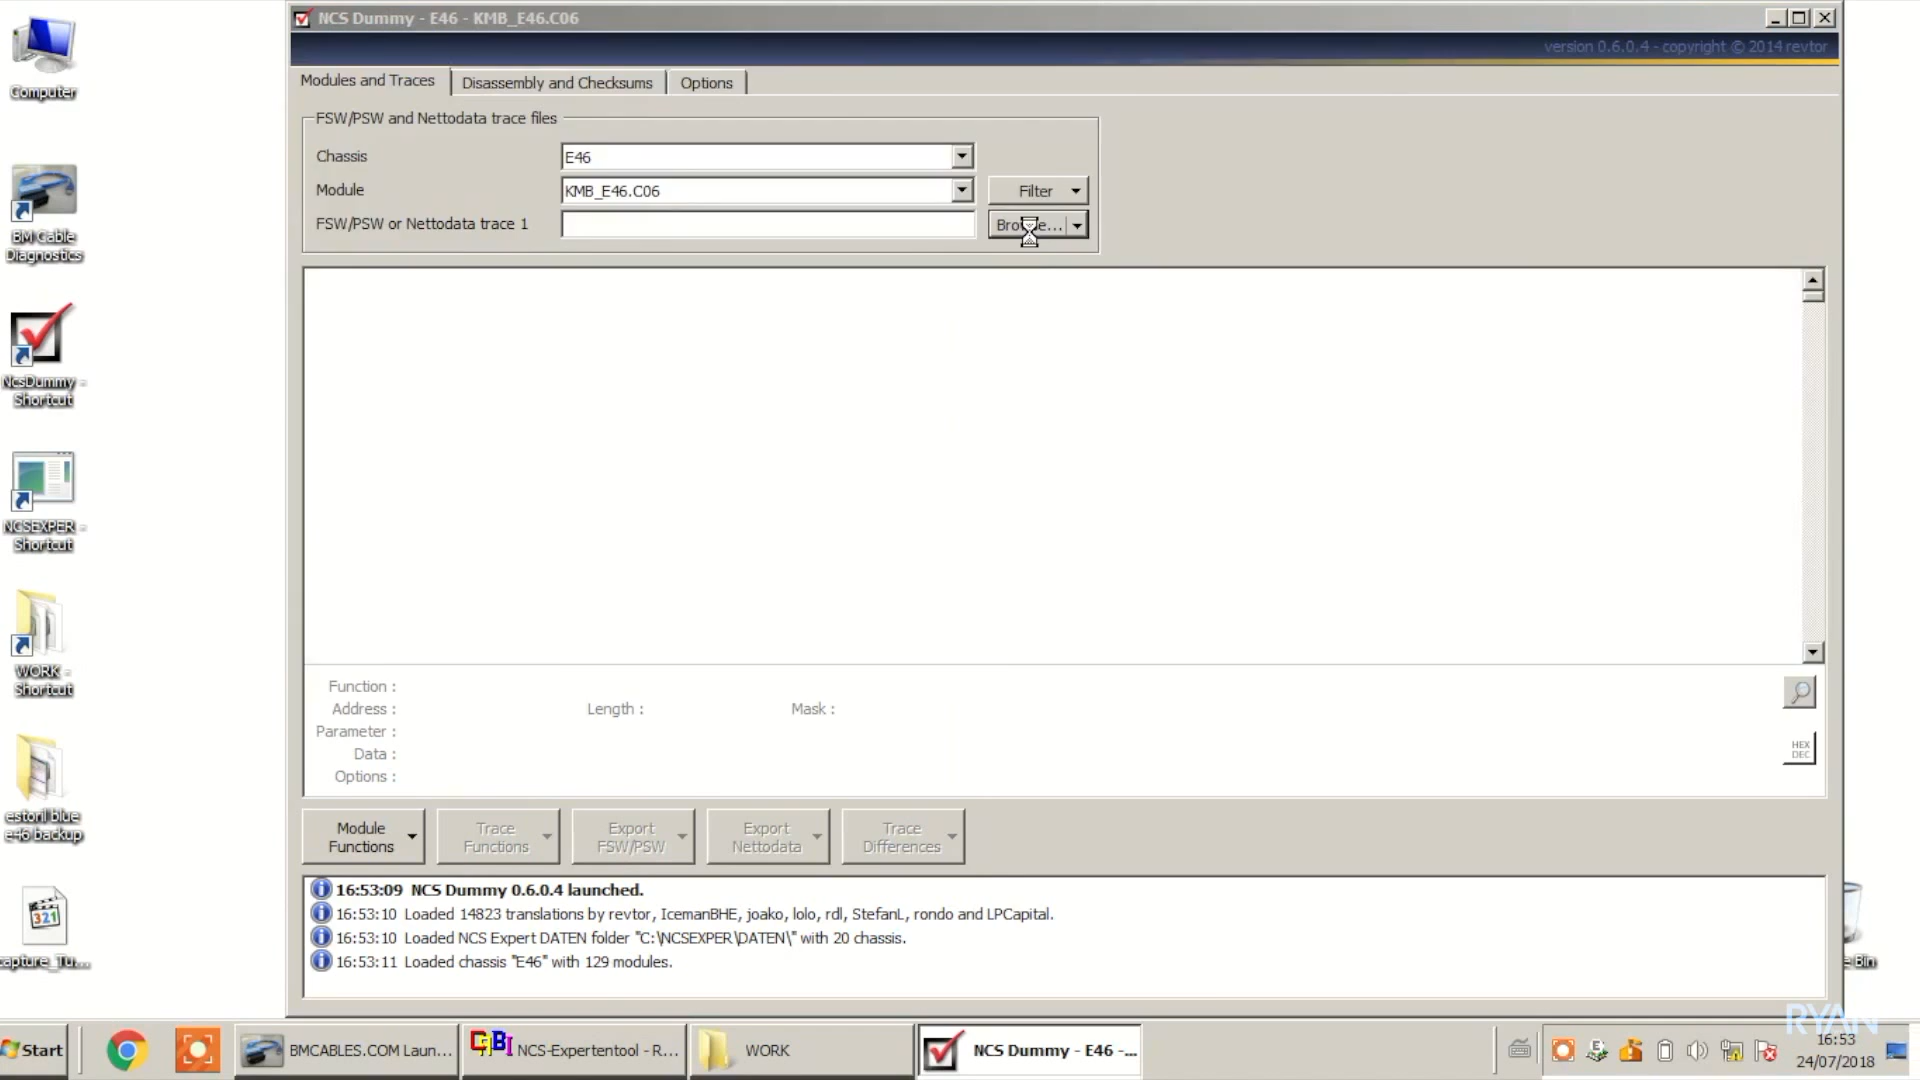 NCS Dummy - E46 - KMB_E46.C06
version 0.6.0.4 - copyright © 2014 revtor
Modules and Traces
Disassembly and Checksums
Options
FSW/PSW and Nettodata trace files
Chassis
E46
Module
KMB_E46.C06
Filter
FSW/PSW or Nettodata trace 1
Function :
Address :
Length :
Mask :
Parameter :
Data :
Options :
HEX
DEC
Module
Functions
Trace
Functions
Export
FSW/PSW
Export
Nettodata
Trace
Differences
16:53:09 NCS Dummy 0.6.0.4 launched.
16:53:10 Loaded 14823 translations by revtor, IcemanBHE, joako, lolo, rdl, StefanL, rondo and LPCapital.
16:53:10 Loaded NCS Expert DATEN folder "C:\NCSEXPER\DATEN\" with 20 chassis.
16:53:11 Loaded chassis "E46" with 129 modules.
Computer
BM Cable
Diagnostics
NcsDummy -
Shortcut
NCSEXPER -
Shortcut
WORK -
Shortcut
estoril blue
e46 backup
321
capture_Tu...
e Bin
RYAN
Start
BMCABLES.COM Laun...
NCS-Expertentool - R...
WORK
NCS Dummy - E46 -...
16:53
24/07/2018